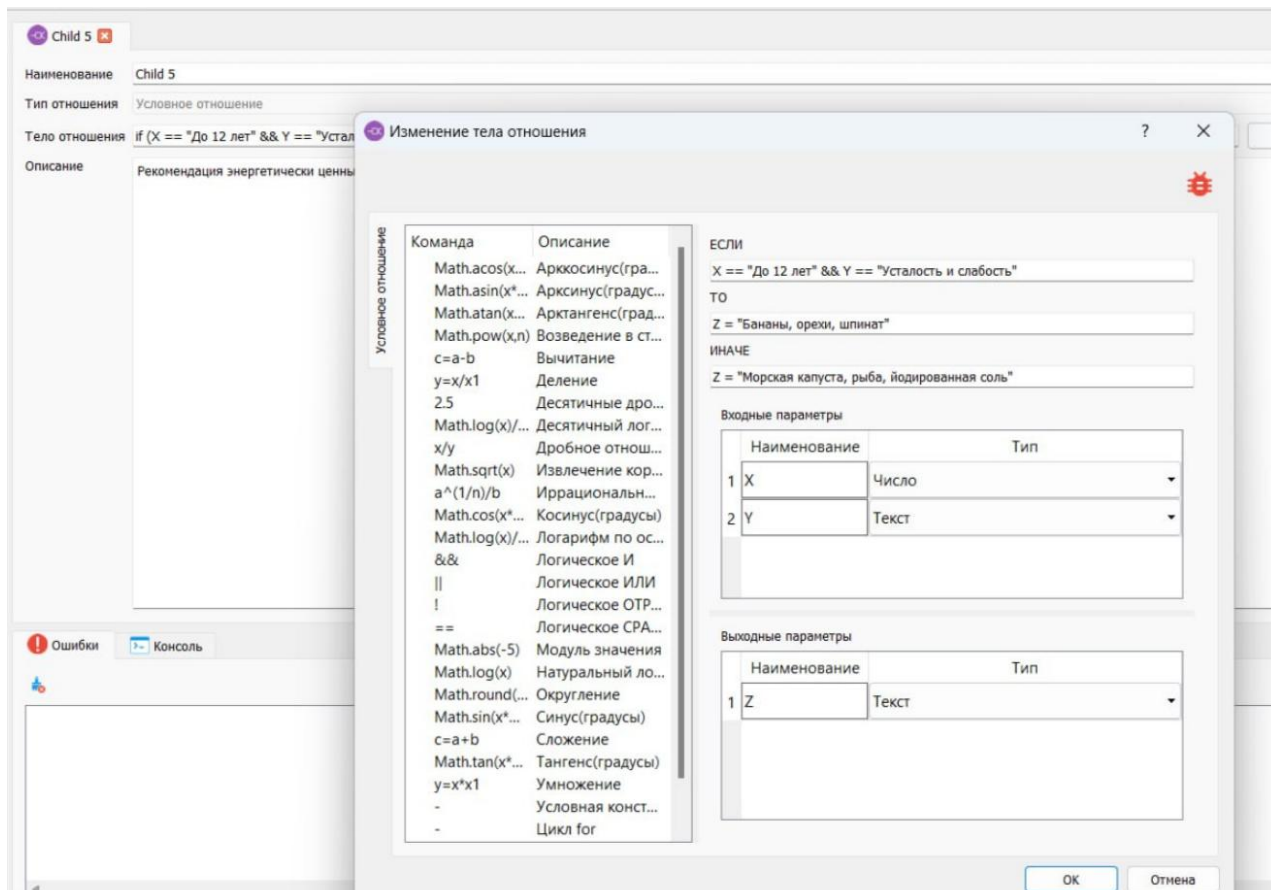 Child 5
Наименование Child 5
Тип отношения Условное отношение
Тело отношения if (X == "До 12 лет" && Y == "Устал
Описание Рекомендация энергетически ценны
Изменение тела отношения ? ×
Условное отношение
Команда Описание
Math.acos(x... Арккосинус(гра...
Math.asin(x*... Арксинус(градус...
Math.atan(x... Арктангенс(град...
Math.pow(x,n) Возведение в ст...
c=a-b Вычитание
y=x/x1 Деление
2.5 Десятичные дро...
Math.log(x)/... Десятичный лог...
x/y Дробное отнош...
Math.sqrt(x) Извлечение кор...
a^(1/n)/b Иррациональн...
Math.cos(x*... Косинус(градусы)
Math.log(x)/... Логарифм по ос...
&& Логическое И
|| Логическое ИЛИ
! Логическое ОТР...
== Логическое СРА...
Math.abs(-5) Модуль значения
Math.log(x) Натуральный ло...
Math.round(... Округление
Math.sin(x*... Синус(градусы)
c=a+b Сложение
Math.tan(x*... Тангенс(градусы)
y=x*x1 Умножение
- Условная конст...
- Цикл for
ЕСЛИ
X == "До 12 лет" && Y == "Усталость и слабость"
ТО
Z = "Бананы, орехи, шпинат"
ИНАЧЕ
Z = "Морская капуста, рыба, йодированная соль"
Входные параметры
Наименование Тип
1 X Число
2 Y Текст
Выходные параметры
Наименование Тип
1 Z Текст
Ошибки Консоль
ОК Отмена